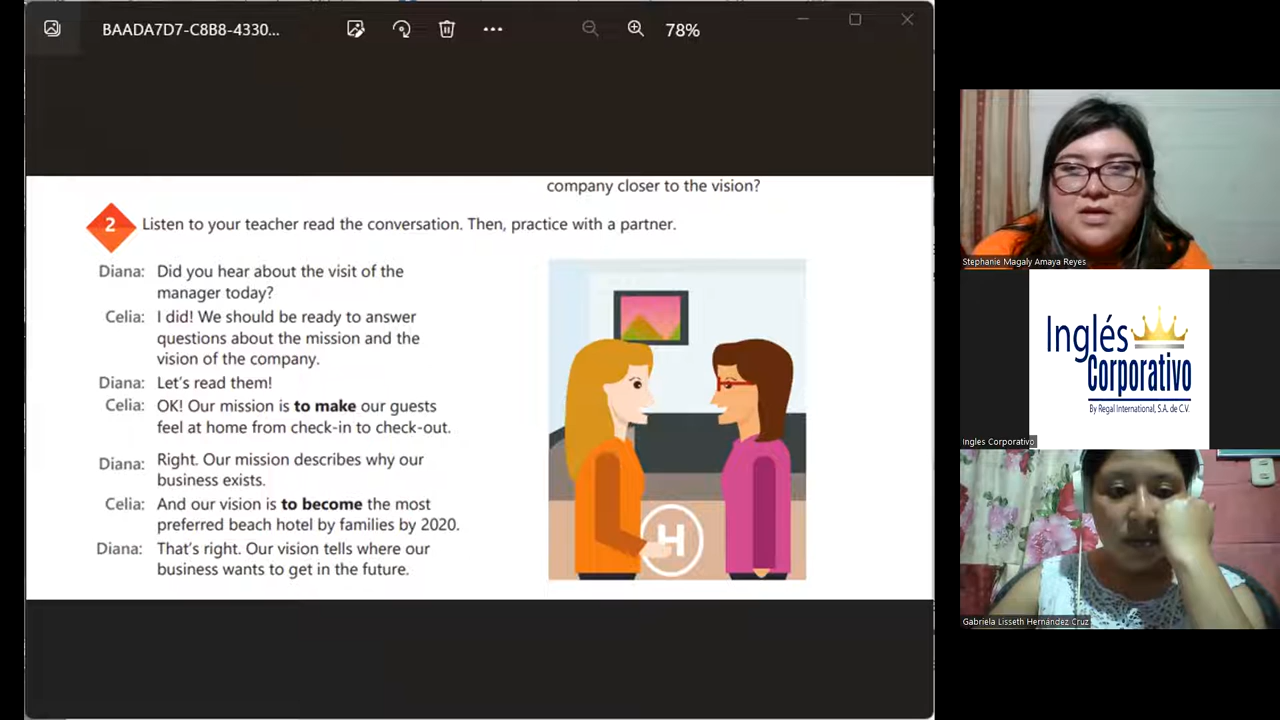 BAADA7D7-C8B8-4330...
78%
company closer to the vision?
2 Listen to your teacher read the conversation. Then, practice with a partner.
Diana: Did you hear about the visit of the
manager today?
Celia: I did! We should be ready to answer
questions about the mission and the
vision of the company.
Diana: Let's read them!
Celia: OK! Our mission is to make our guests
feel at home from check-in to check-out.
Diana: Right. Our mission describes why our
business exists.
Celia: And our vision is to become the most
preferred beach hotel by families by 2020.
Diana: That's right. Our vision tells where our
business wants to get in the future.
H
Stephanie Magaly Amaya Reyes
Inglés
Corporativo
By Regal International, S.A. de C.V.
Ingles Corporativo
Gabriela Lisseth Hernández Cruz